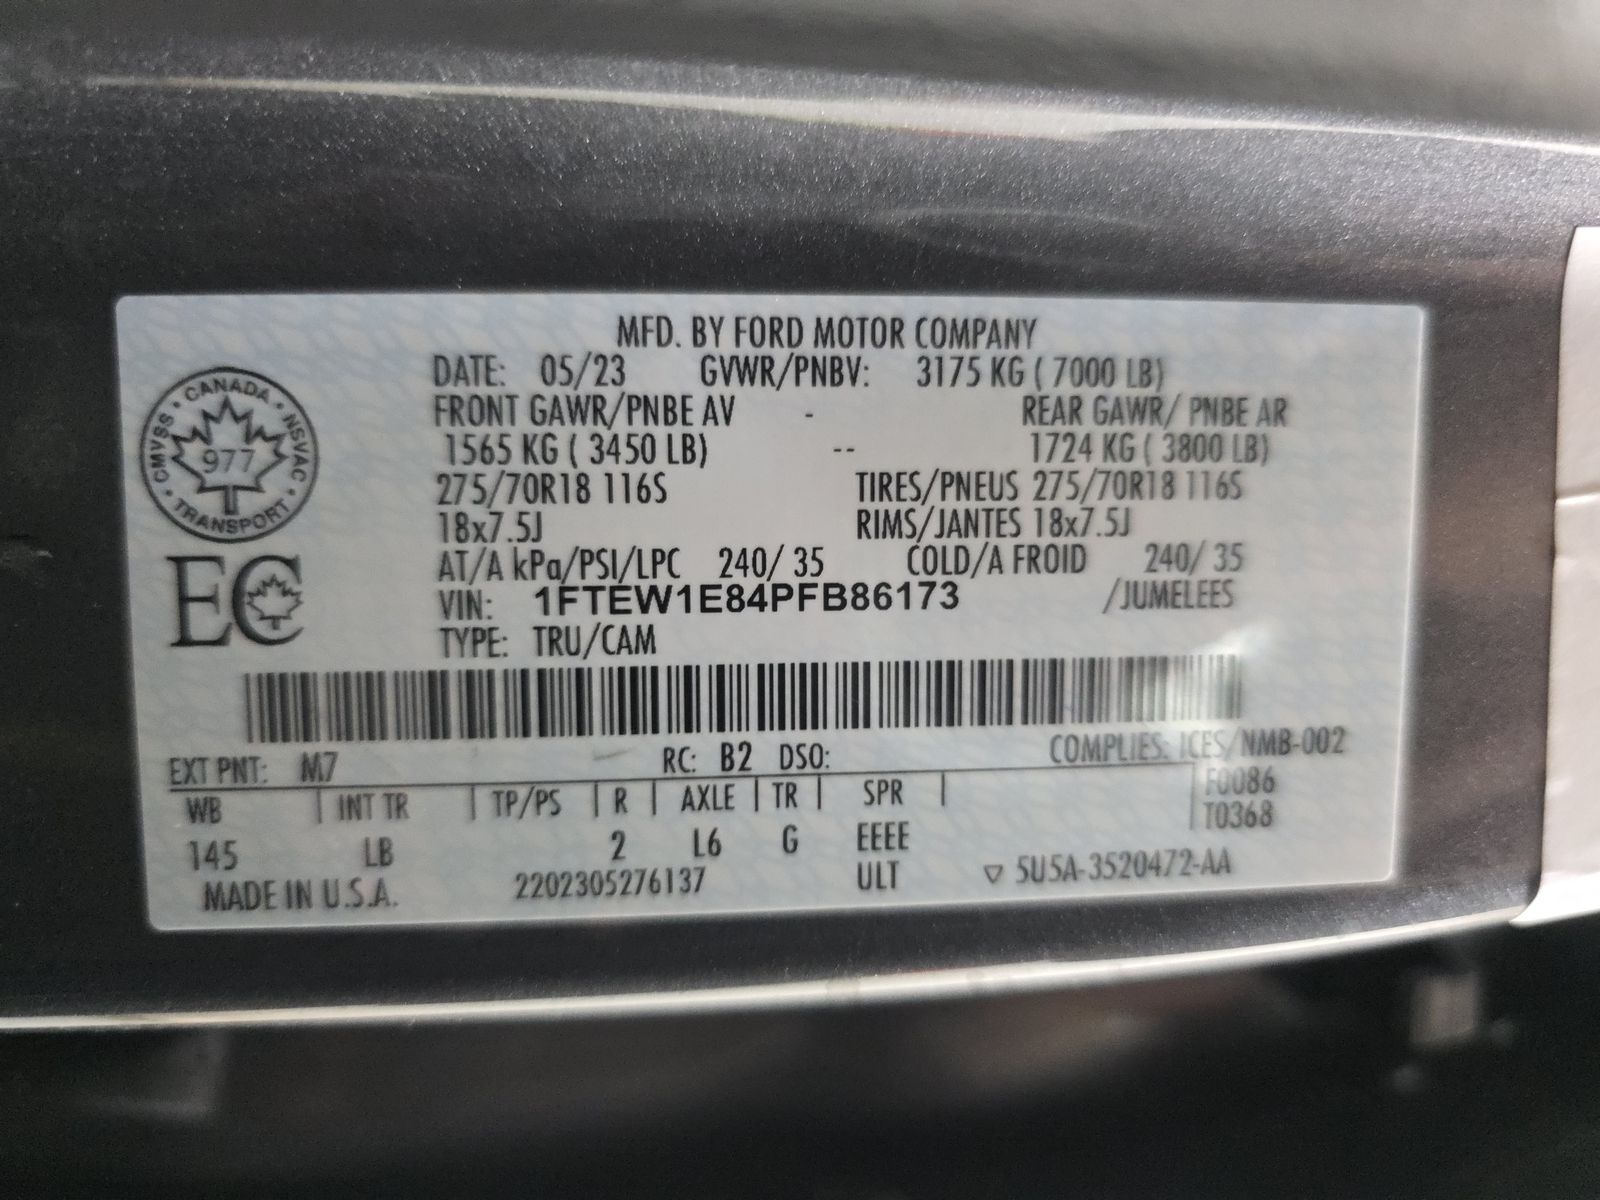 MFD. BY FORD MOTOR COMPANY
DATE: 05/23 GVWR/PNBV: 3175 KG ( 7000 LB)
FRONT GAWR/PNBE AV - REAR GAWR/ PNBE AR
1565 KG ( 3450 LB) -- 1724 KG ( 3800 LB)
275/70R18 116S TIRES/PNEUS 275/70R18 116S
18x7.5J RIMS/JANTES 18x7.5J
AT/A kPa/PSI/LPC 240/ 35 COLD/A FROID 240/ 35
VIN: 1FTEW1E84PFB86173 /JUMELEES
TYPE: TRU/CAM
CANADA · NSVAC · TRANSPORT · CMVSS ·
977
EC
EXT PNT: M7 RC: B2 DSO: COMPLIES: ICES/NMB-002
WB | INT TR | TP/PS | R | AXLE | TR | SPR | F0086
T0368
145 LB 2 L6 G EEEE
MADE IN U.S.A. 2202305276137 ULT ▽ 5U5A-3520472-AA